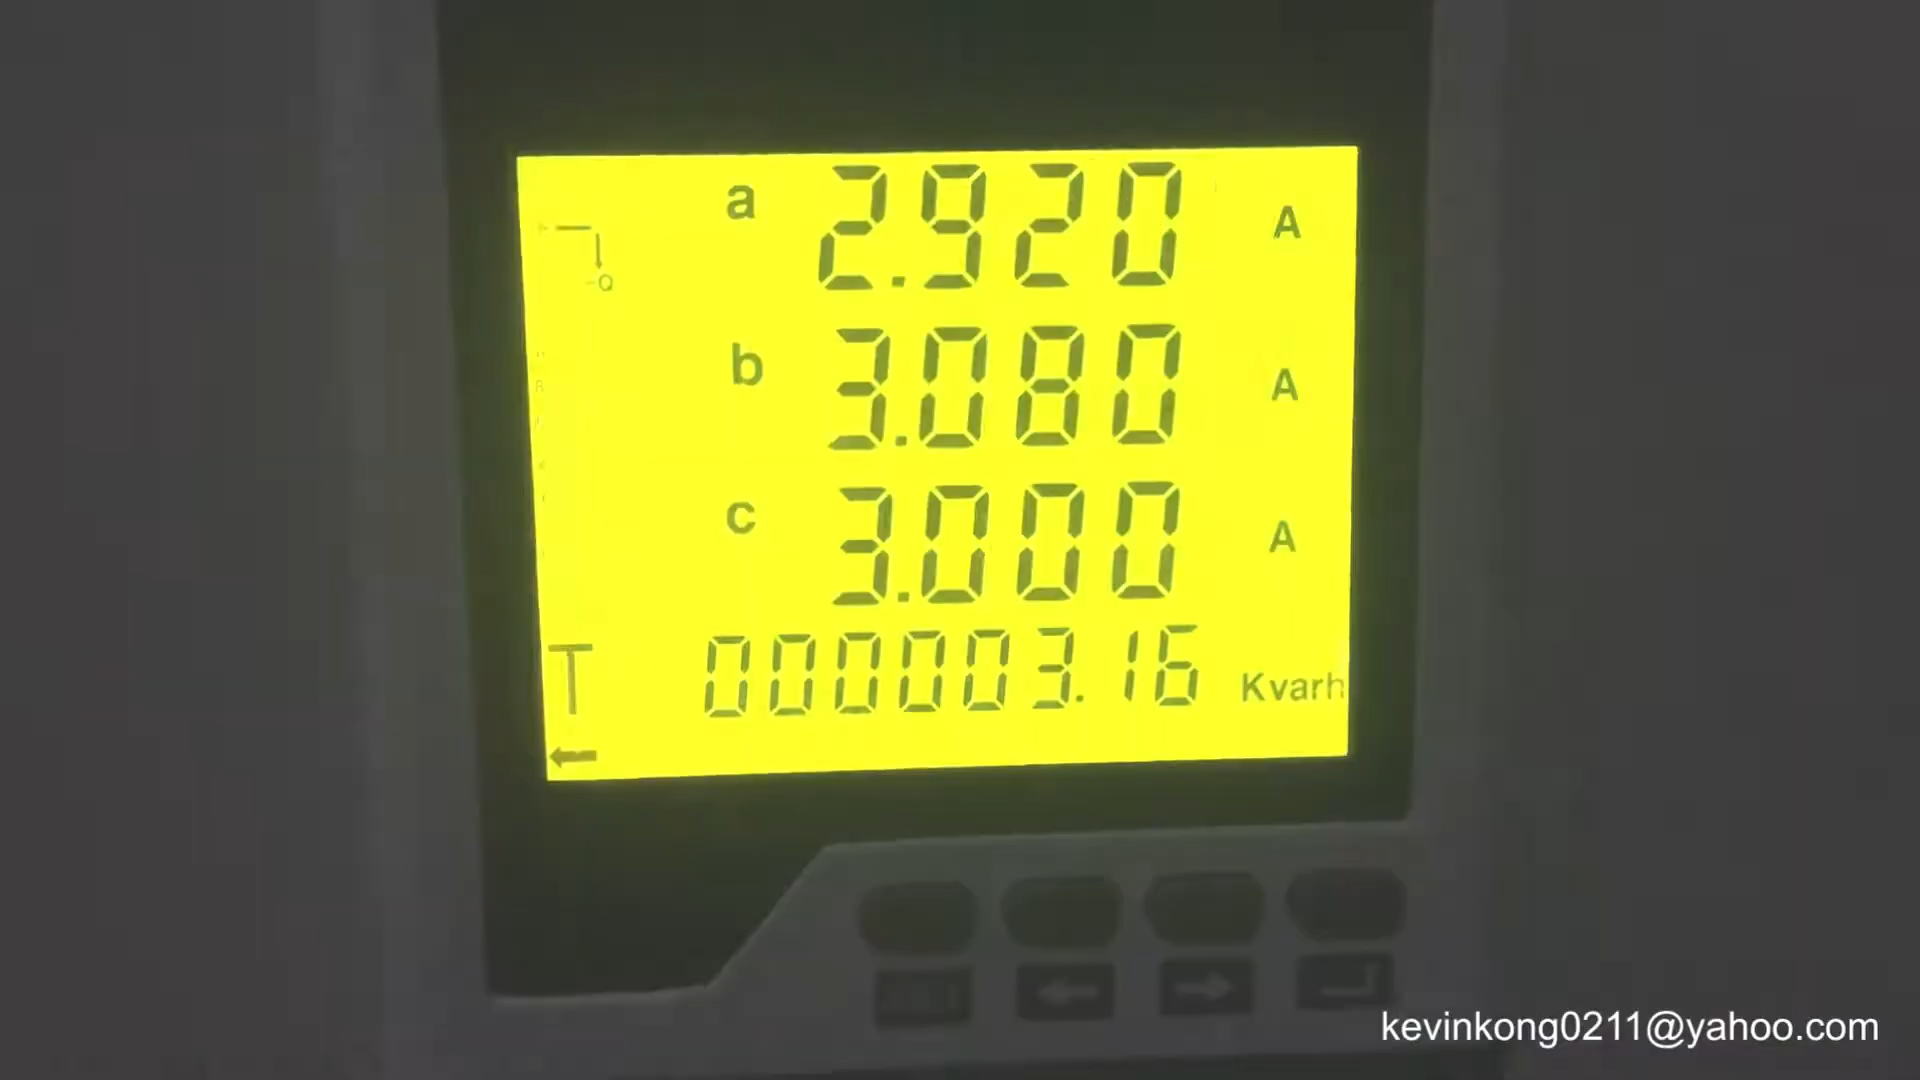 a 2.920 A
-Q
b 3.080 A
c 3.000 A
T 000003.16 Kvarh
kevinkong0211@yahoo.com